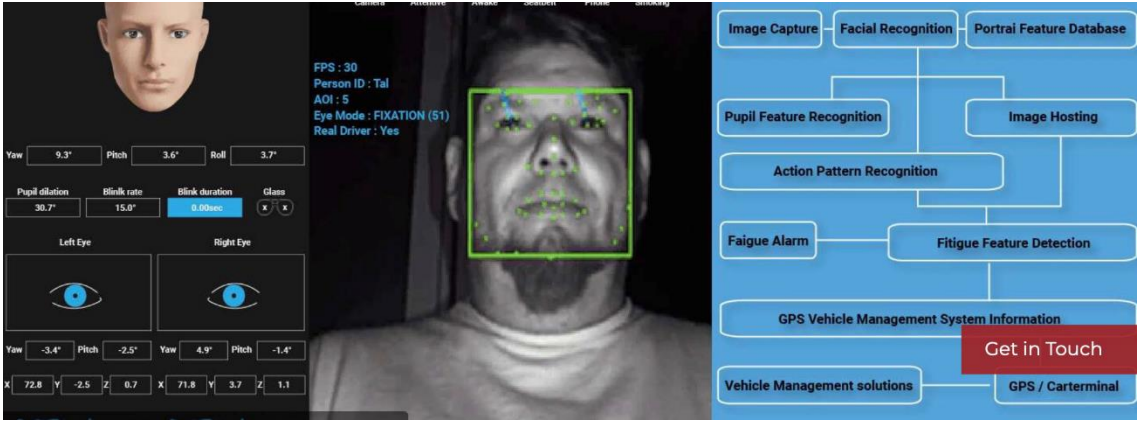 Camera Attentive Awake Seatbelt Phone Smoking
Yaw 9.3° Pitch 3.6° Roll 3.7°
Pupil dilation Blinlk rate Blink duration Glass
30.7° 15.0° 0.00sec x x
Left Eye Right Eye
Yaw -3.4° Pitch -2.5° Yaw 4.9° Pitch -1.4°
X 72.8 Y -2.5 Z 0.7 X 71.8 Y 3.7 Z 1.1
FPS : 30
Person ID : Tal
AOI : 5
Eye Mode : FIXATION (51)
Real Driver : Yes
Image Capture Facial Recognition Portrai Feature Database
Pupil Feature Recognition Image Hosting
Action Pattern Recognition
Faigue Alarm Fitigue Feature Detection
GPS Vehicle Management System Information
Get in Touch
Vehicle Management solutions GPS / Carterminal